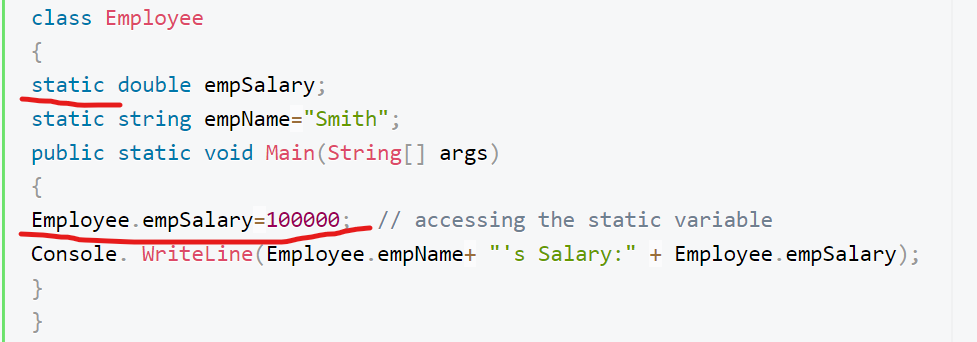 class Employee
{
static double empSalary;
static string empName="Smith";
public static void Main(String[] args)
{
Employee.empSalary=100000; // accessing the static variable
Console. WriteLine(Employee.empName+ "'s Salary:" + Employee.empSalary);
}
}